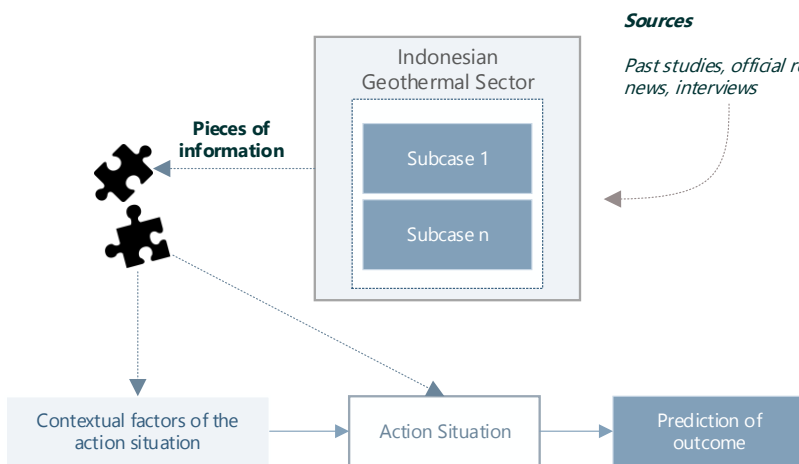 Sources
Indonesian
Geothermal Sector
Past studies, official
news, interviews
Pieces of
information
Subcase 1
Subcase n
Contextual factors of the
action situation
Action Situation
Prediction of
outcome